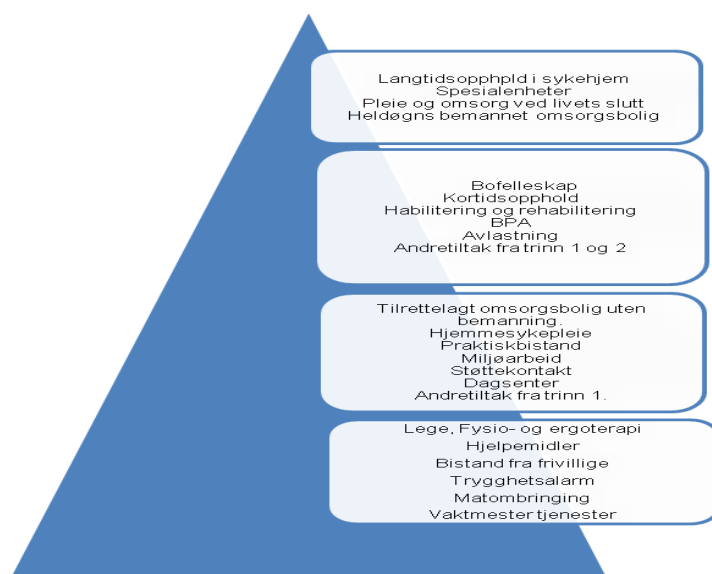 Langtidsopphpld i sykehjem
Spesialenheter
Pleie og omsorg ved livets slutt
Heldøgns bemannet omsorgsbolig
Bofelleskap
Kortidsopphold
Habilitering og rehabilitering
BPA
Avlastning
Andretiltak fra trinn 1 og 2
Tilrettelagt omsorgsbolig uten
bemanning.
Hjemmesykepleie
Praktiskbistand
Miljøarbeid
Støttekontakt
Dagsenter
Andretiltak fra trinn 1.
Lege, Fysio- og ergoterapi
Hjelpemidler
Bistand fra frivillige
Trygghetsalarm
Matombringing
Vaktmester tjenester